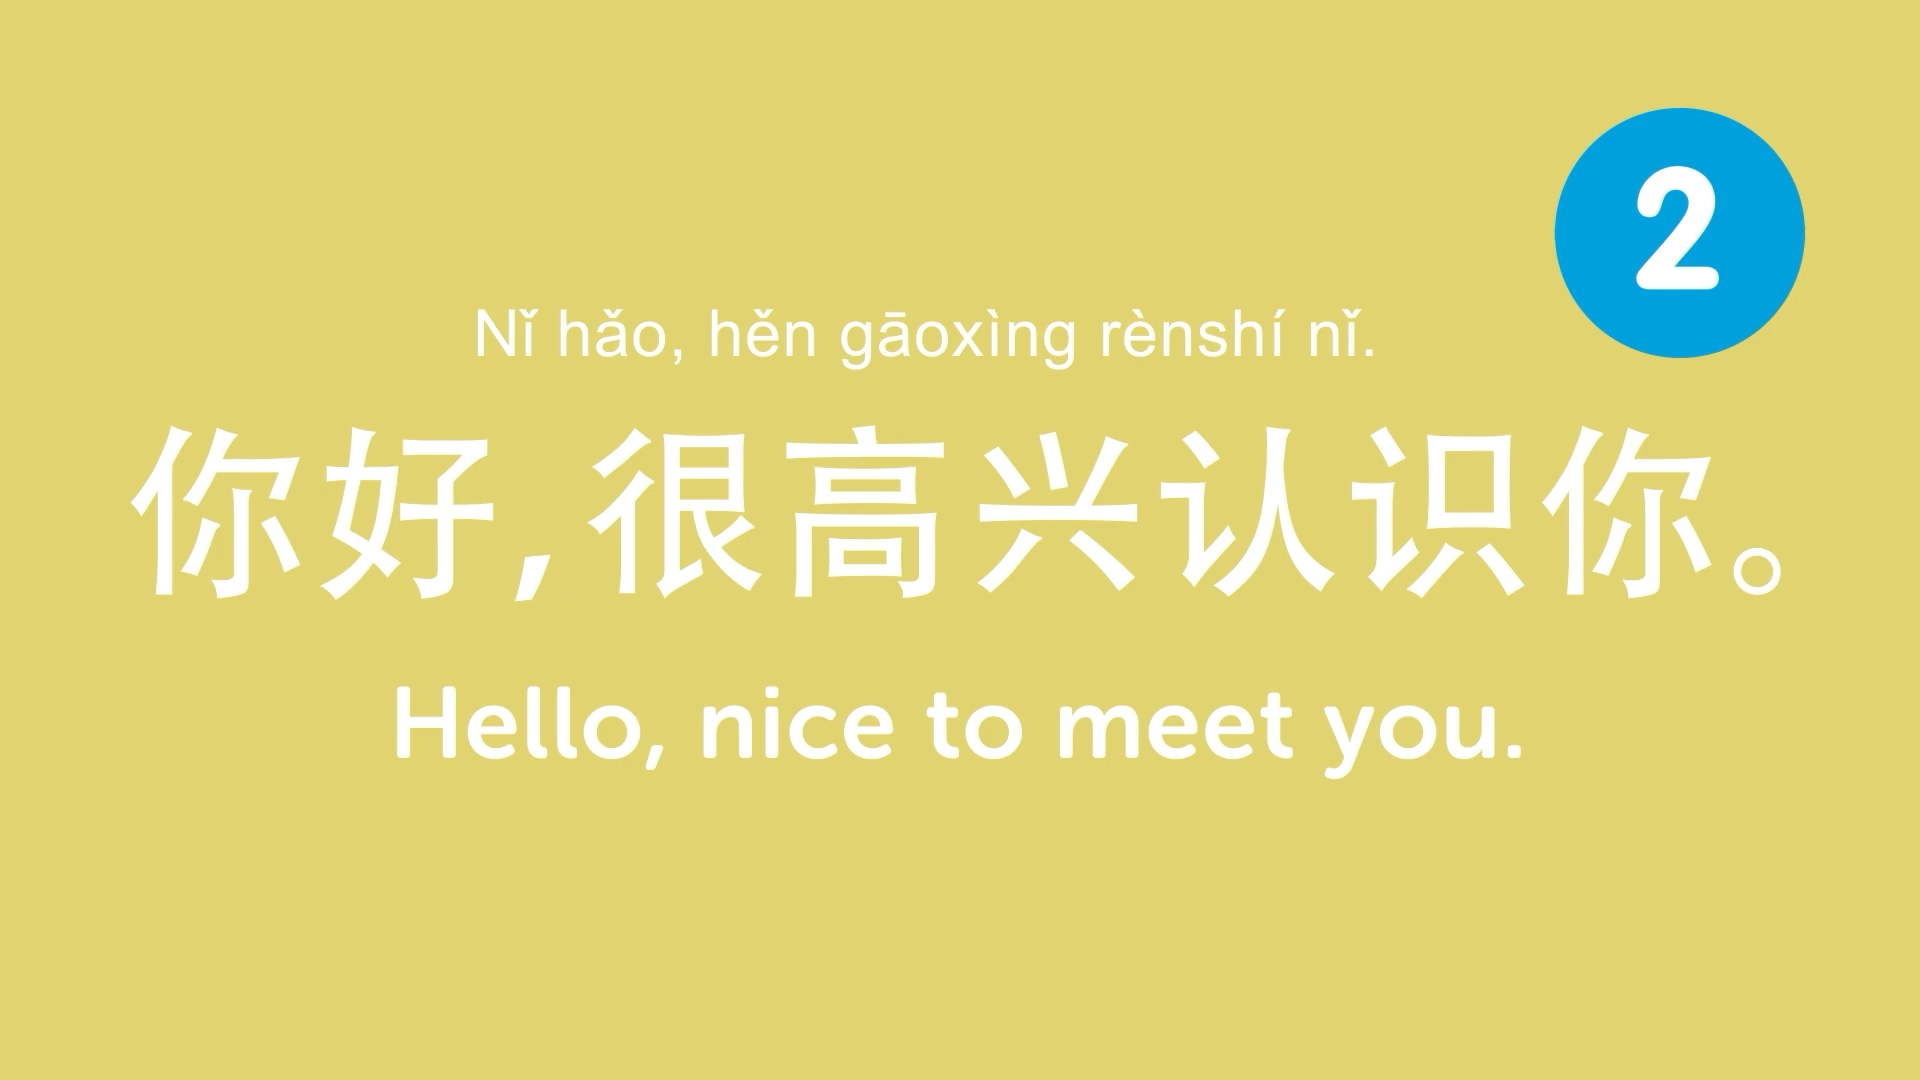 2
Nǐ hǎo, hěn gāoxìng rènshí nǐ.
你好,很高兴认识你。
Hello, nice to meet you.